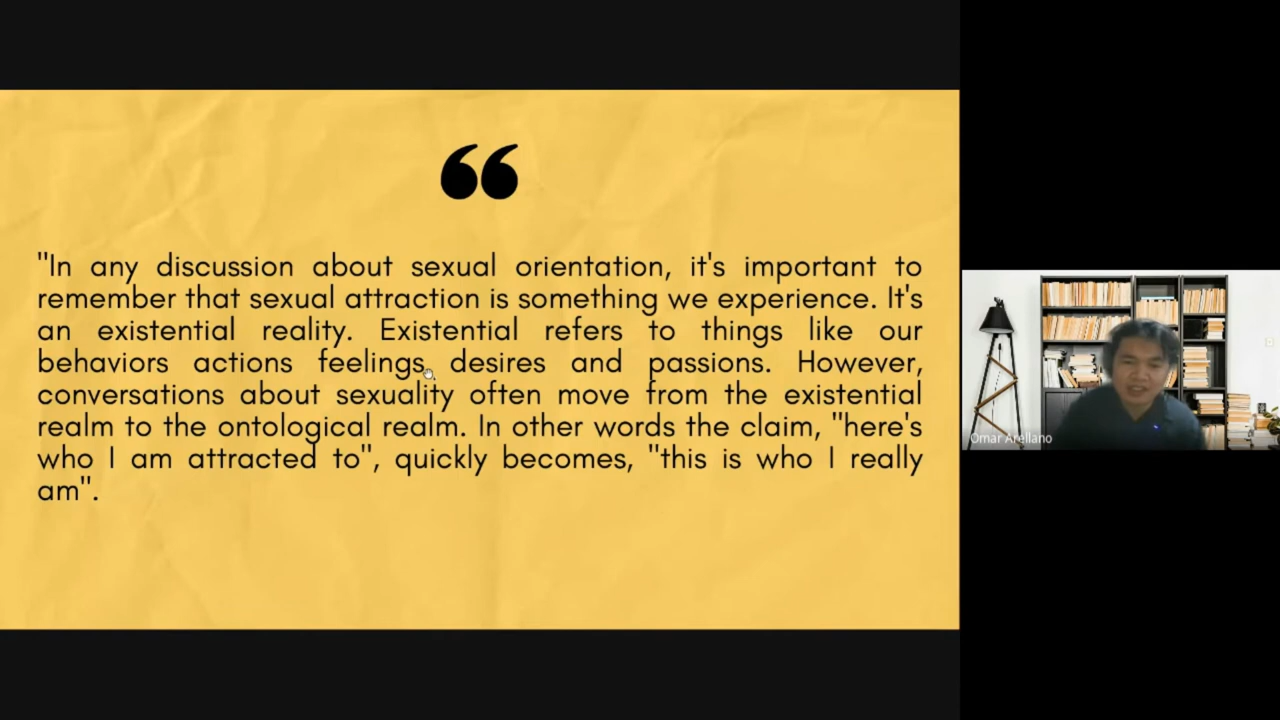 "In any discussion about sexual orientation, it's important to
remember that sexual attraction is something we experience. It's
an existential reality. Existential refers to things like our
behaviors actions feelings, desires and passions. However,
conversations about sexuality often move from the existential
realm to the ontological realm. In other words the claim, "here's
who I am attracted to", quickly becomes, "this is who I really
am".
Omar Arellano